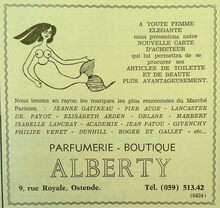 A TOUTE FEMME
ELEGANTE
nous présentons notre
NOUVELLE CARTE
D'ACHETEUR
qui lui permettra de se
procurer ses
ARTICLES DE TOILETTE
ET DE BEAUTE
PLUS AVANTAGEUSEMENT.
Nous tenons en rayon les marques les plus renommées du Marché
Parisien : JEANNE GATINEAU - PIER AUGE - LANCASTER
DR. PAYOT - ELISABETH ARDEN - ORLANE - MARBERT
ISABELLE LANCRAY - ACADEMIE - JEAN PATOU - GIVENCHY
PHILIPE VENET - DUNHILL - ROGER ET GALLET - etc...
PARFUMERIE - BOUTIQUE
ALBERTY
9, rue Royale, Ostende. Tél. (059) 513.42
(6424)